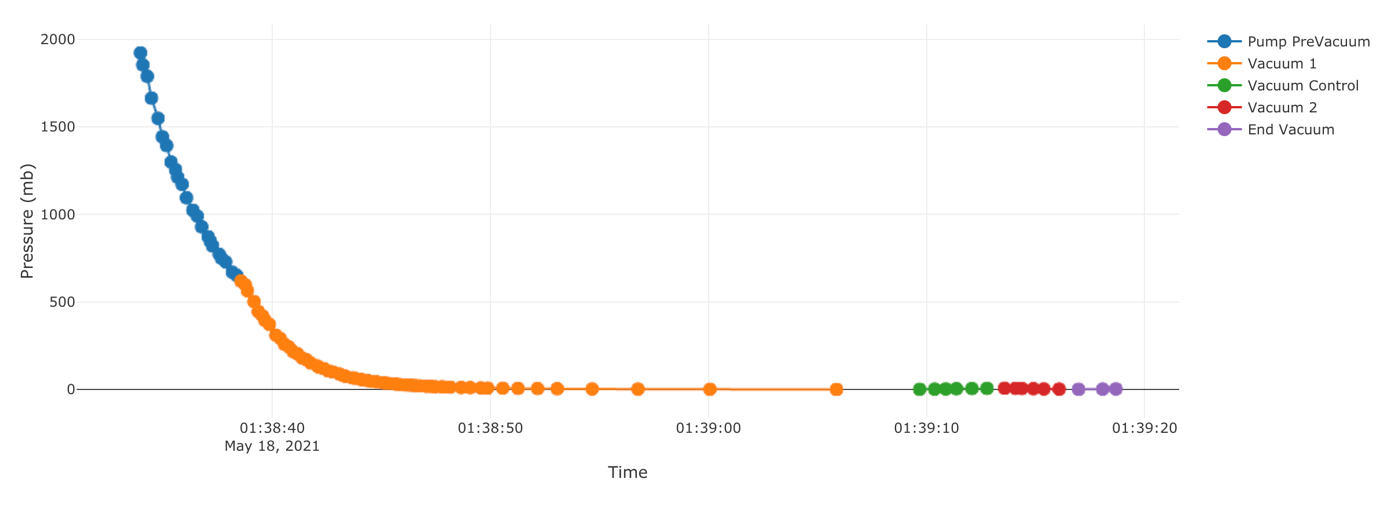 2000
1500
1000
500
0
Pressure (mb)
01:38:40
May 18, 2021
01:38:50
01:39:00
01:39:10
01:39:20
Time
Pump PreVacuum
Vacuum 1
Vacuum Control
Vacuum 2
End Vacuum